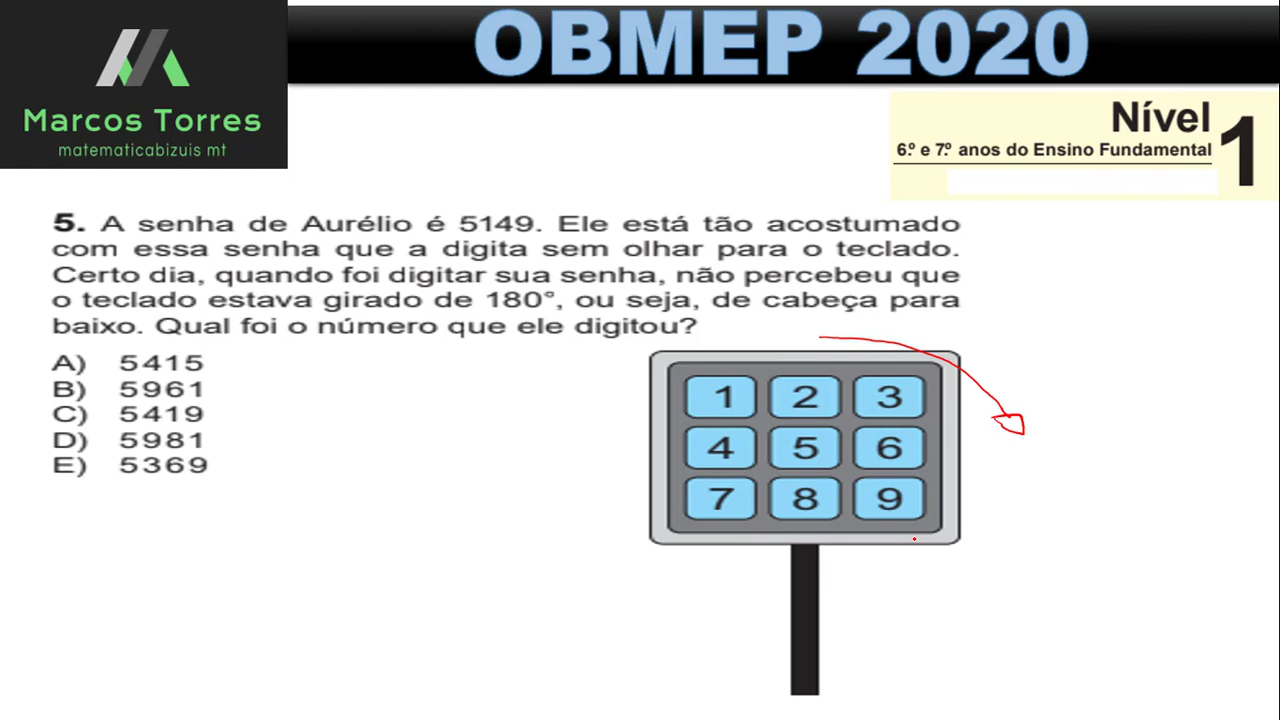 OBMEP 2020
Marcos Torres
matematicabizuis mt
Nível 1
6.º e 7.º anos do Ensino Fundamental
5. A senha de Aurélio é 5149. Ele está tão acostumado
com essa senha que a digita sem olhar para o teclado.
Certo dia, quando foi digitar sua senha, não percebeu que
o teclado estava girado de 180°, ou seja, de cabeça para
baixo. Qual foi o número que ele digitou?
A) 5415
B) 5961
C) 5419
D) 5981
E) 5369
1 2 3
4 5 6
7 8 9